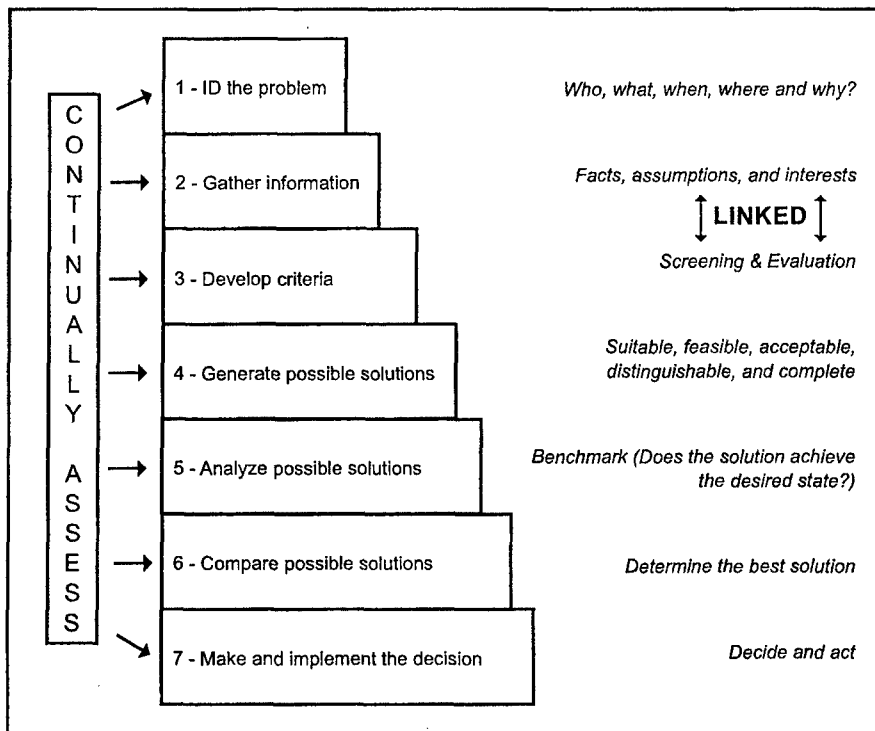 CONTINUALLY ASSESS
1 - ID the problem
Who, what, when, where and why?
2 - Gather information
Facts, assumptions, and interests
LINKED
3 - Develop criteria
Screening & Evaluation
4 - Generate possible solutions
Suitable, feasible, acceptable,
distinguishable, and complete
5 - Analyze possible solutions
Benchmark (Does the solution achieve
the desired state?)
6 - Compare possible solutions
Determine the best solution
7 - Make and implement the decision
Decide and act